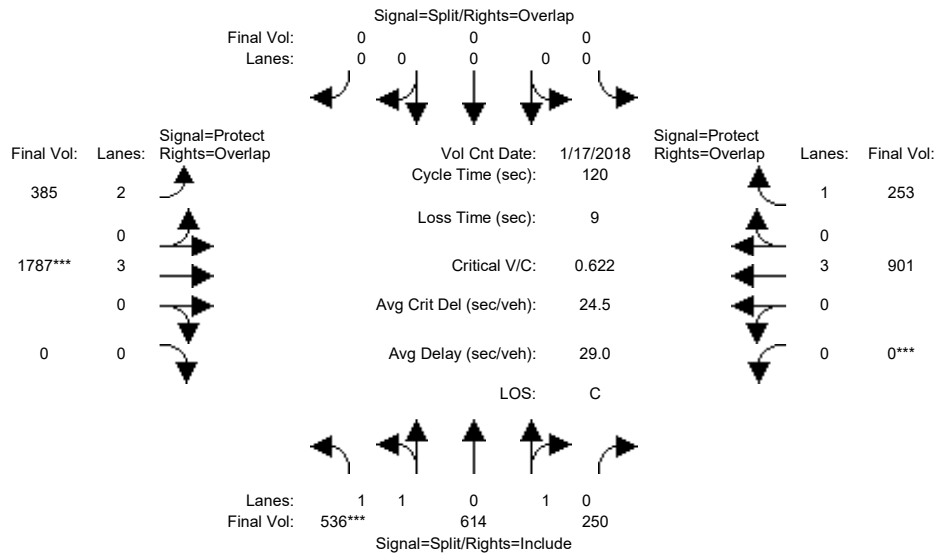 Signal=Split/Rights=Overlap
Final Vol: 0 0 0
Lanes: 0 0 0 0 0
Signal=Protect Signal=Protect
Final Vol: Lanes: Rights=Overlap Vol Cnt Date: 1/17/2018 Rights=Overlap Lanes: Final Vol:
Cycle Time (sec): 120
385 2 1 253
Loss Time (sec): 9
0 0
1787*** 3 Critical V/C: 0.622 3 901
0 Avg Crit Del (sec/veh): 24.5 0
0 0 Avg Delay (sec/veh): 29.0 0 0***
LOS: C
Lanes: 1 1 0 1 0
Final Vol: 536*** 614 250
Signal=Split/Rights=Include